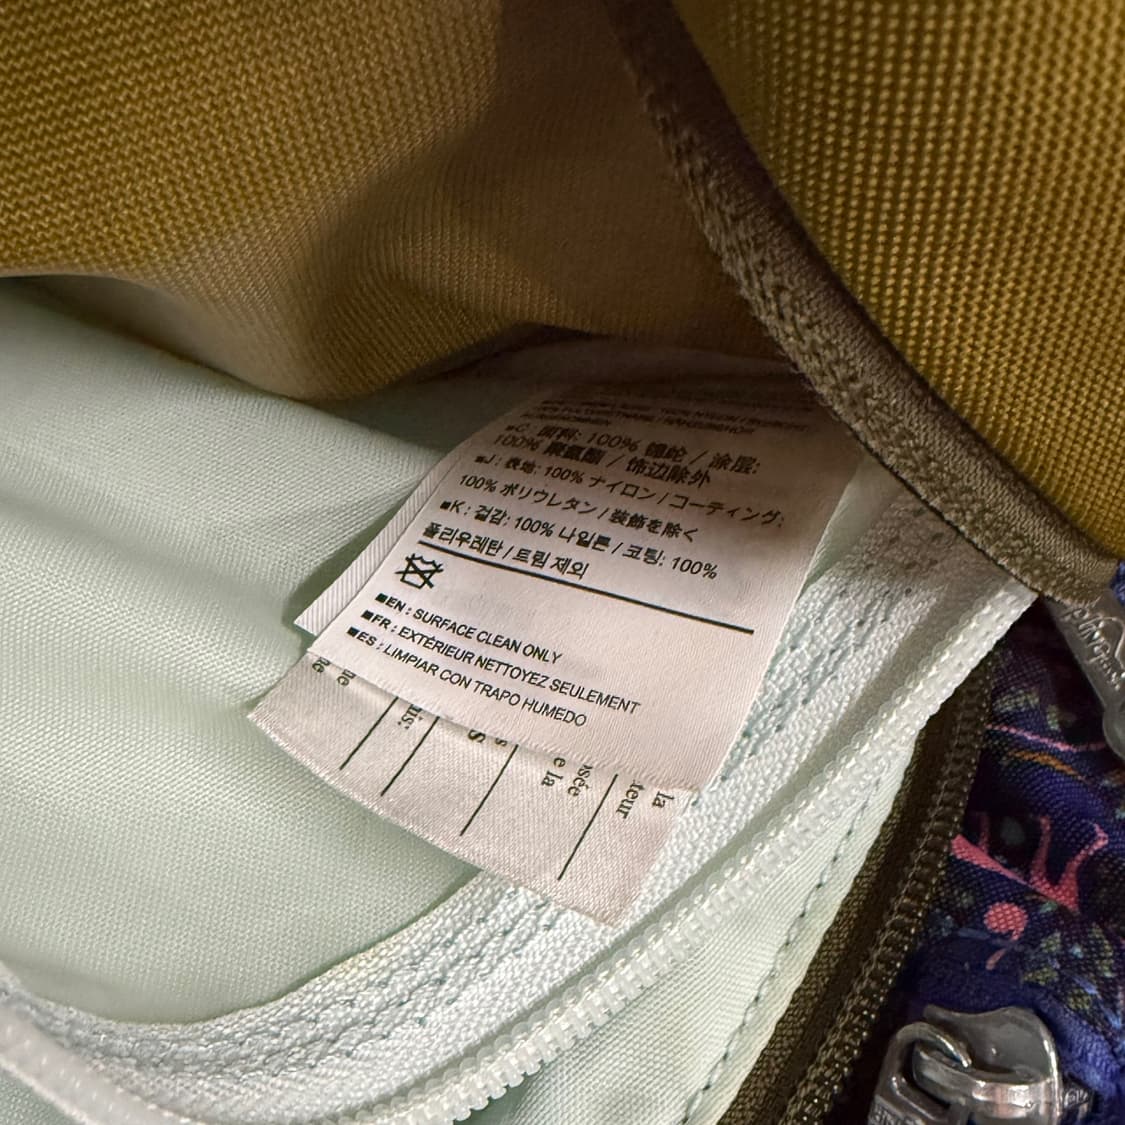 ■C: 面料: 100% 锦纶 / 涂层:
100% 聚氨酯 / 饰边除外
■J: 表地: 100% ナイロン / コーティング:
100% ポリウレタン / 装飾を除く
■K: 겉감: 100% 나일론 / 코팅: 100%
폴리우레탄 / 트림 제외
■EN: SURFACE CLEAN ONLY
■FR: EXTÉRIEUR NETTOYEZ SEULEMENT
■ES: LIMPIAR CON TRAPO HUMEDO
la
teur
e la